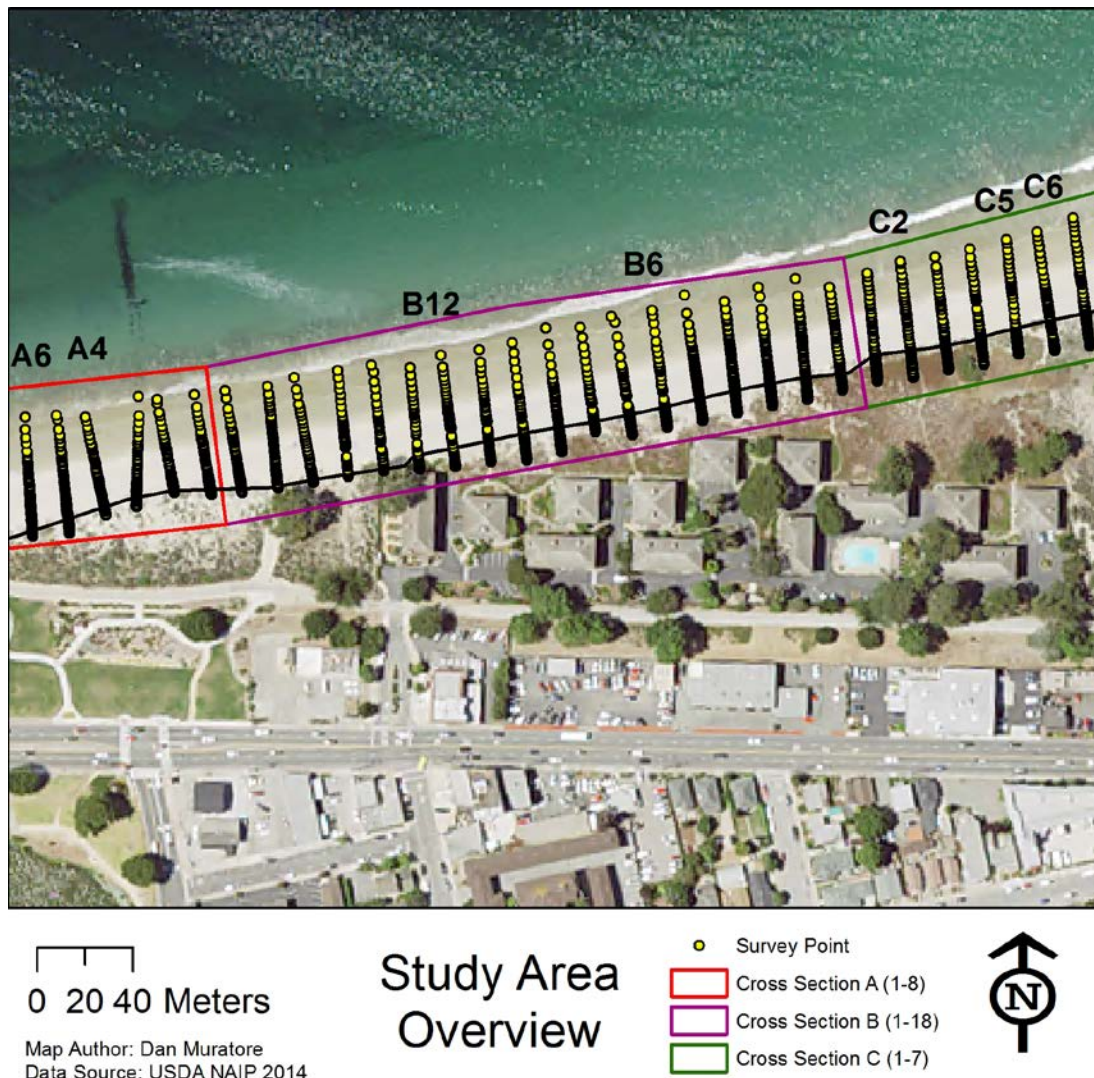 C6
C5
C2
B6
B12
A4
A6
0 20 40 Meters
Map Author: Dan Muratore
Data Source: USDA NAIP 2014
Study Area
Overview
Survey Point
Cross Section A (1-8)
Cross Section B (1-18)
Cross Section C (1-7)
N